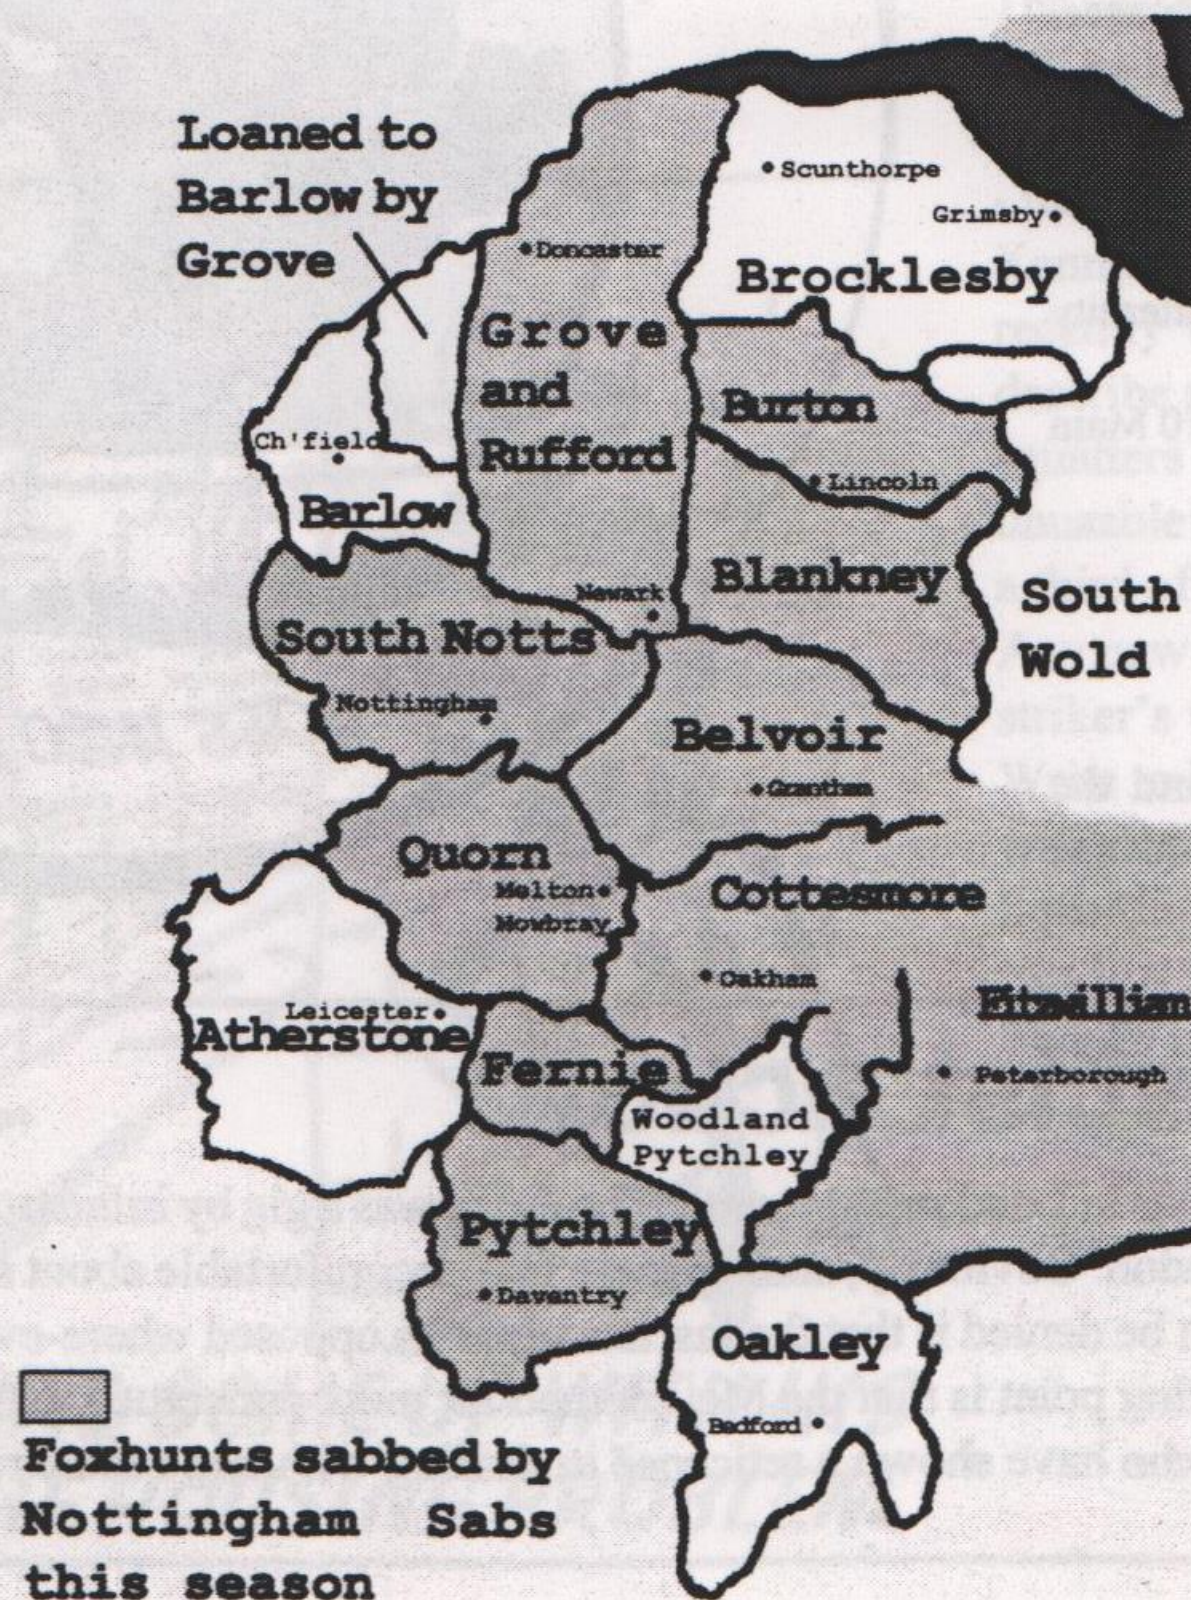 Loaned to
Barlow by
Grove
Scunthorpe
Grimsby
Brocklesby
Doncaster
Grove
and
Rufford
Burton
Ch'field
Lincoln
Barlow
Blankney
Newark
South
Wold
South Notts
Nottingham
Belvoir
Grantham
Quorn
Melton
Mowbray
Cottesmore
Oakham
Fitzwilliam
Leicester
Atherstone
Fernie
Peterborough
Woodland
Pytchley
Pytchley
Daventry
Oakley
Bedford
Foxhunts sabbed by
Nottingham Sabs
this season